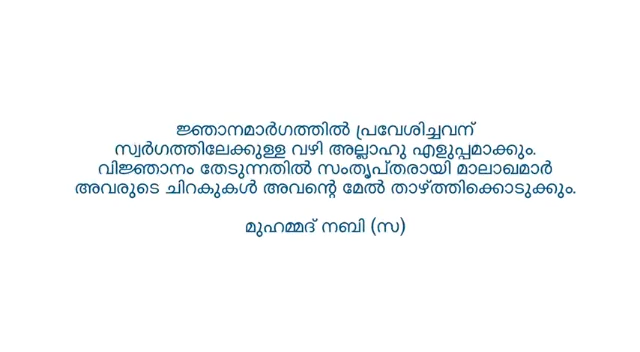 ജ്ഞാനമാർഗത്തിൽ പ്രവേശിച്ചവന്
സ്വർഗത്തിലേക്കുള്ള വഴി അല്ലാഹു എളുപ്പമാക്കും.
വിജ്ഞാനം തേടുന്നതിൽ സംതൃപ്തരായി മാലാഖമാർ
അവരുടെ ചിറകുകൾ അവന്റെ മേൽ താഴ്ത്തിക്കൊടുക്കും.
മുഹമ്മദ് നബി (സ)